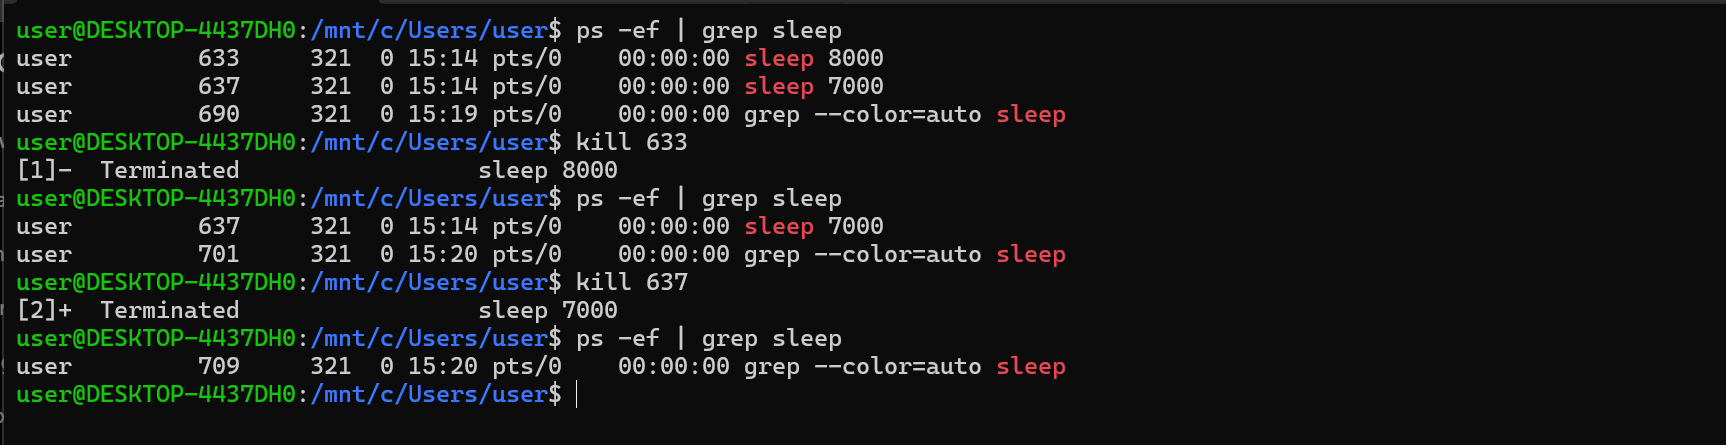 user@DESKTOP-4437DH0:/mnt/c/Users/user$ ps -ef | grep sleep
user         633     321  0 15:14 pts/0    00:00:00 sleep 8000
user         637     321  0 15:14 pts/0    00:00:00 sleep 7000
user         690     321  0 15:19 pts/0    00:00:00 grep --color=auto sleep
user@DESKTOP-4437DH0:/mnt/c/Users/user$ kill 633
[1]-  Terminated                 sleep 8000
user@DESKTOP-4437DH0:/mnt/c/Users/user$ ps -ef | grep sleep
user         637     321  0 15:14 pts/0    00:00:00 sleep 7000
user         701     321  0 15:20 pts/0    00:00:00 grep --color=auto sleep
user@DESKTOP-4437DH0:/mnt/c/Users/user$ kill 637
[2]+  Terminated                 sleep 7000
user@DESKTOP-4437DH0:/mnt/c/Users/user$ ps -ef | grep sleep
user         709     321  0 15:20 pts/0    00:00:00 grep --color=auto sleep
user@DESKTOP-4437DH0:/mnt/c/Users/user$